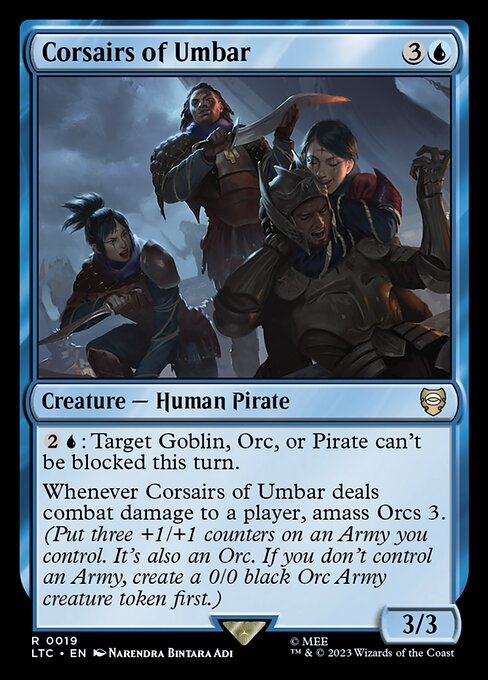 Corsairs of Umbar 3
Creature — Human Pirate
2 : Target Goblin, Orc, or Pirate can't
be blocked this turn.
Whenever Corsairs of Umbar deals
combat damage to a player, amass Orcs 3.
(Put three +1/+1 counters on an Army you
control. It's also an Orc. If you don't control
an Army, create a 0/0 black Orc Army
creature token first.)
3/3
R 0019
LTC • EN Narendra Bintara Adi
© MEE
™ & © 2023 Wizards of the Coast